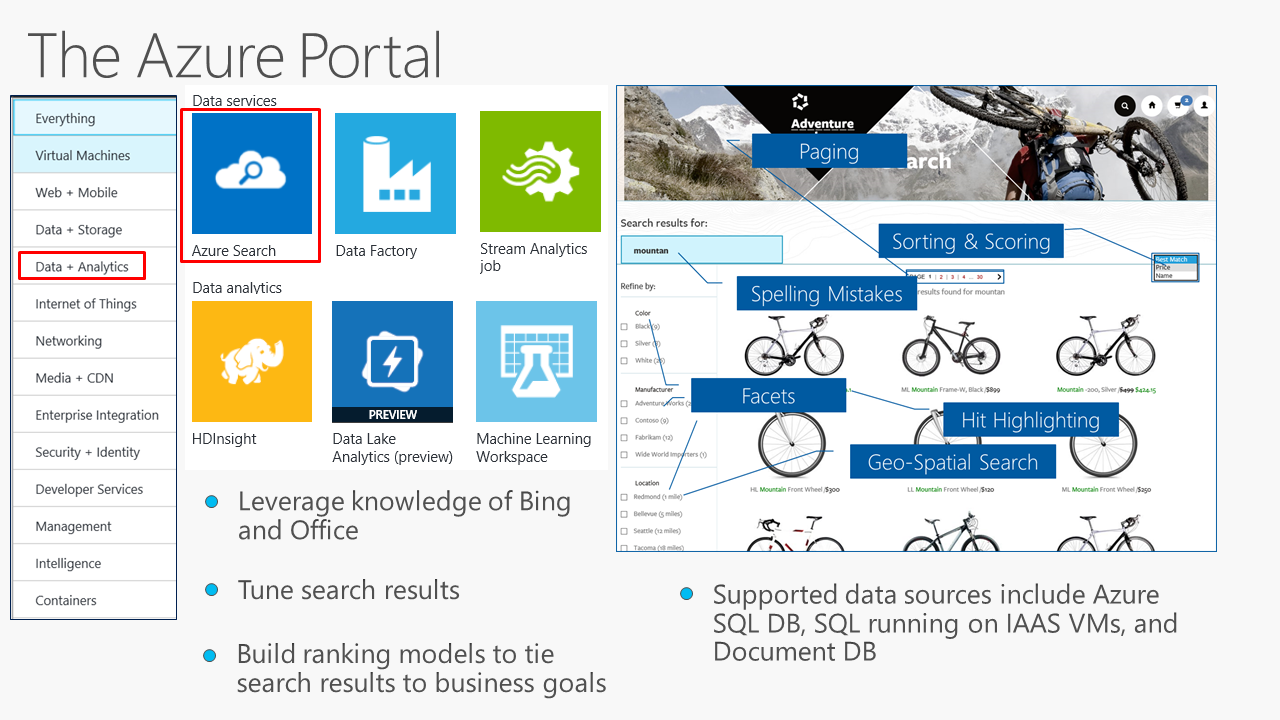 The Azure Portal
Everything
Virtual Machines
Web + Mobile
Data + Storage
Data + Analytics
Internet of Things
Networking
Media + CDN
Enterprise Integration
Security + Identity
Developer Services
Management
Intelligence
Containers
Data services
Azure Search
Data Factory
Stream Analytics
job
Data analytics
HDInsight
PREVIEW
Data Lake
Analytics (preview)
Machine Learning
Workspace
Leverage knowledge of Bing
and Office
Tune search results
Build ranking models to tie
search results to business goals
Adventure
Paging
Search results for:
mountan
Sorting & Scoring
Best Match
Price
Name
1 | 2 | 3 | 4 ... 30
Spelling Mistakes
results found for mountan
Refine by:
Color
Black (9)
Silver
White
Manufacturer
Adventure Works
Contoso (9)
Fabrikam (12)
Wide World Importers (1)
Location
Redmond (1 mile)
Bellevue (5 miles)
Seattle (12 miles)
Tacoma (18 miles)
Facets
ML Mountain Frame-W, Black /$899
Mountain -200, Silver /$499 $424.15
Hit Highlighting
Geo-Spatial Search
HL Mountain Front Wheel /$300
LL Mountain Front Wheel /$120
ML Mountain Front Wheel /$250
Supported data sources include Azure
SQL DB, SQL running on IAAS VMs, and
Document DB